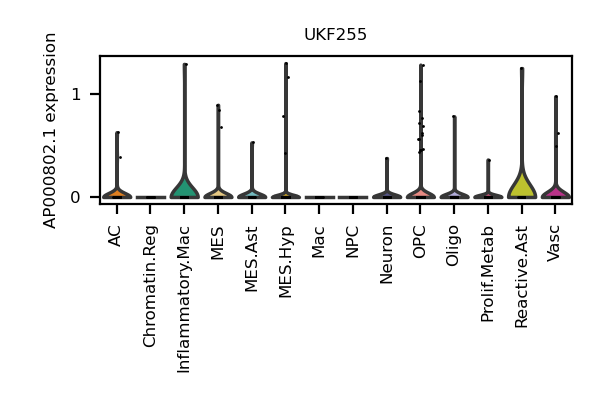 UKF255
AP000802.1 expression
1
0
AC
Chromatin.Reg
Inflammatory.Mac
MES
MES.Ast
MES.Hyp
Mac
NPC
Neuron
OPC
Oligo
Prolif.Metab
Reactive.Ast
Vasc